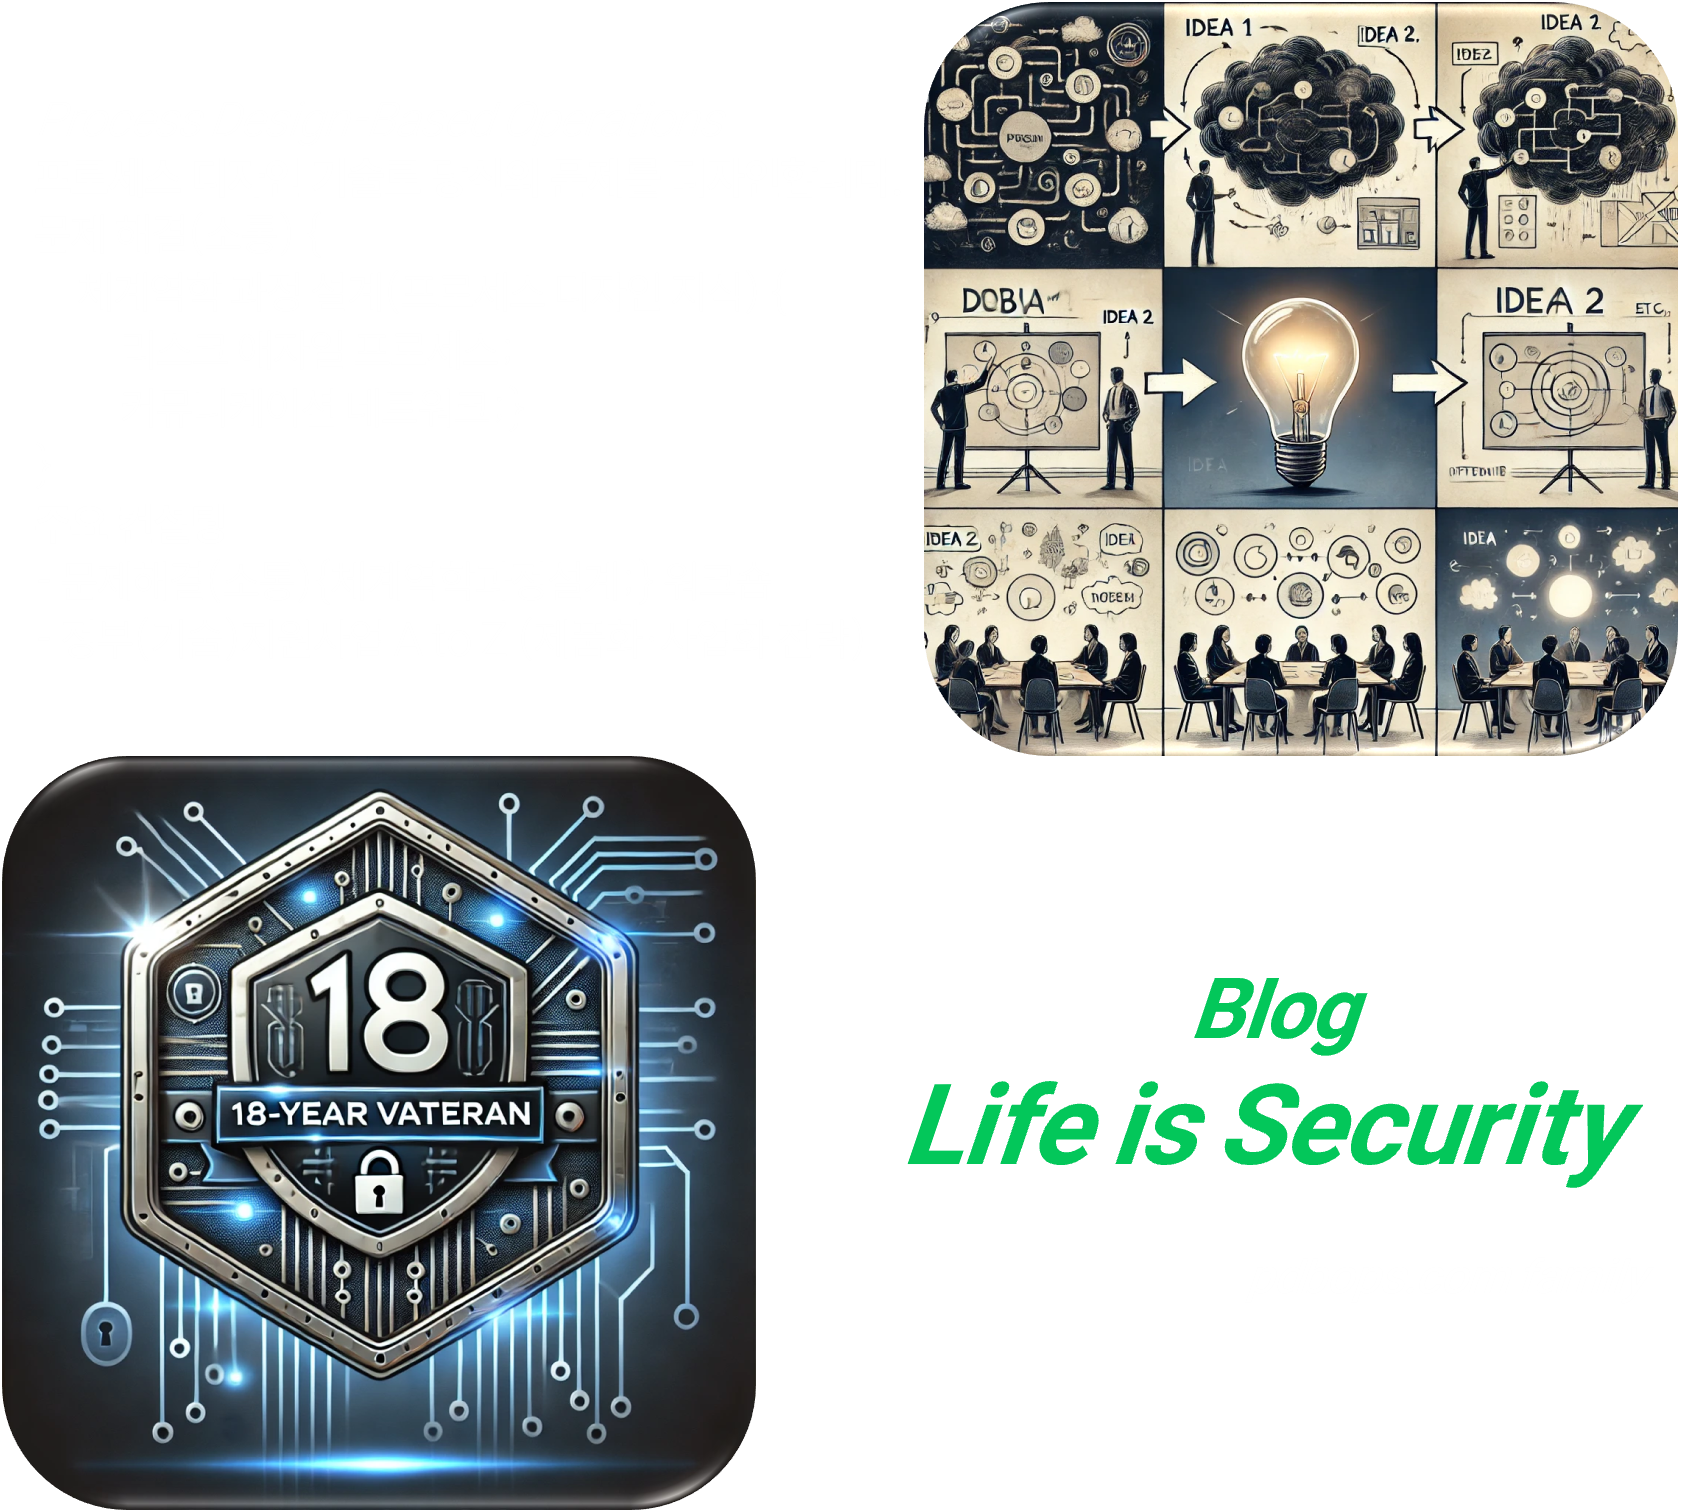 IDEA 1
IDEA 2.
IDEA 2
IDEZ
DOBIA
IDEA 2
IDEA 2
ETC,
IDEA
IDEA 2
IDEA
IDEA
18
18-YEAR VATERAN
Blog
Life is Security